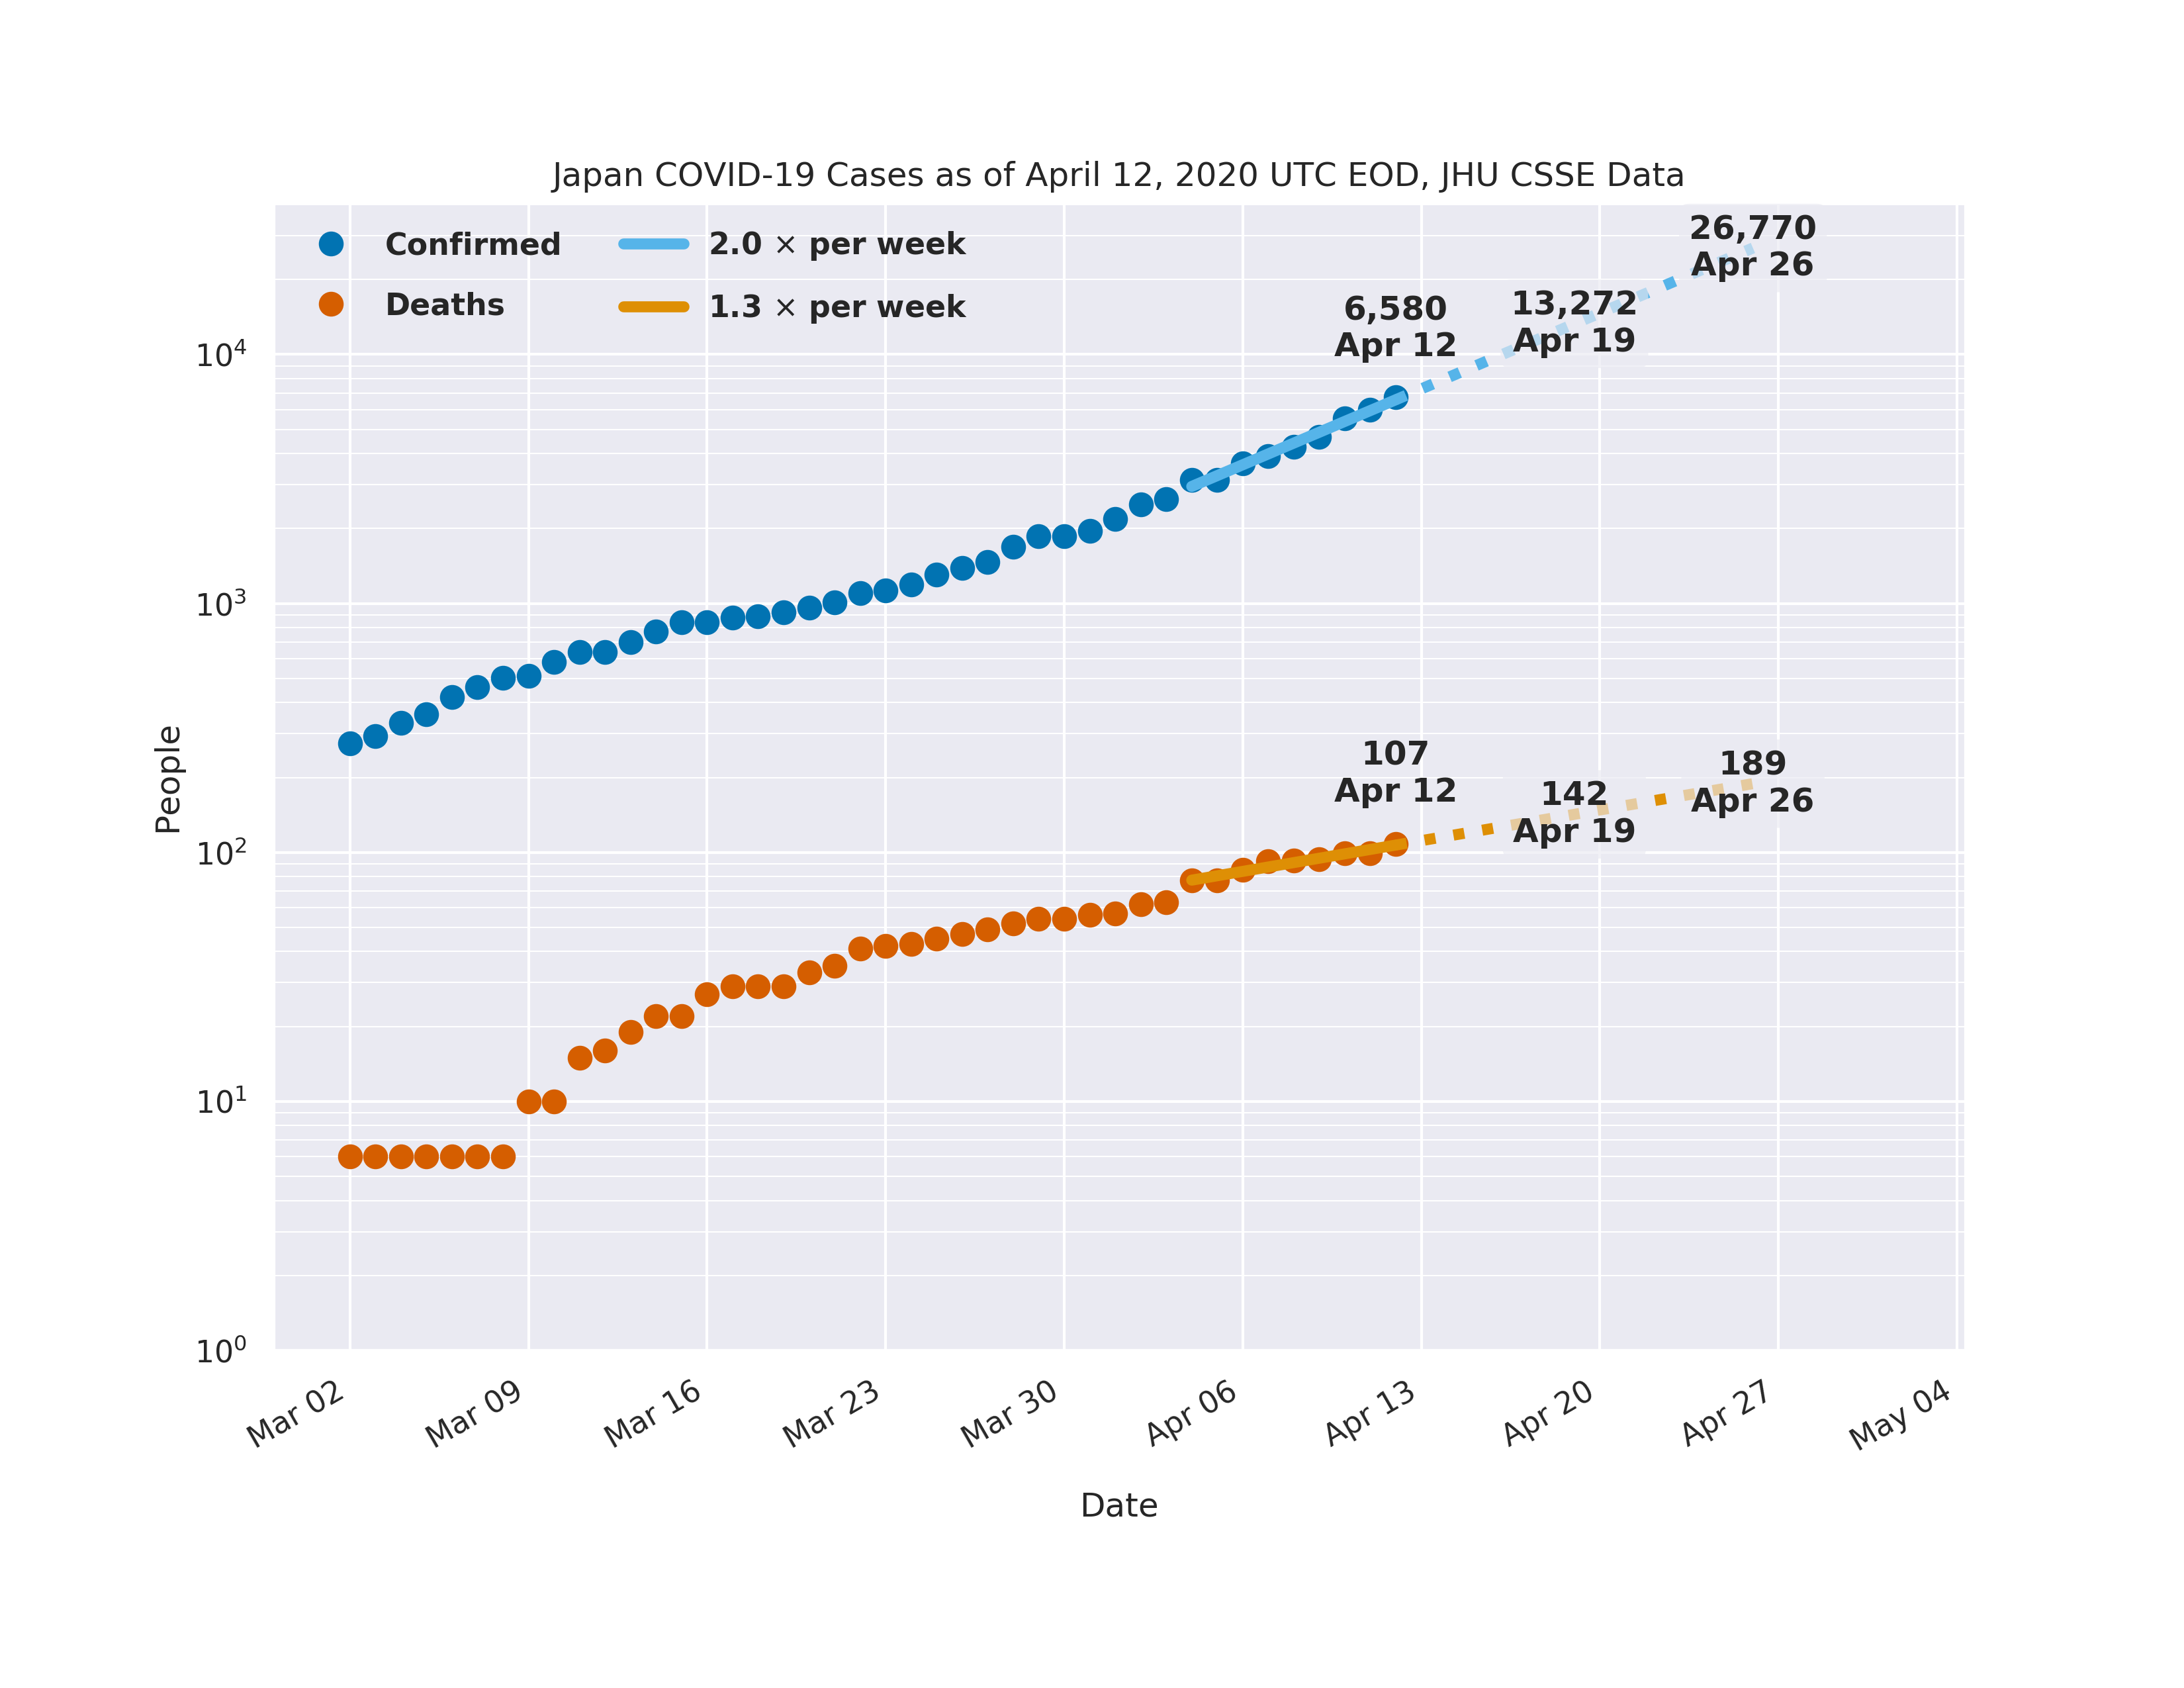 Japan COVID-19 Cases as of April 12, 2020 UTC EOD, JHU CSSE Data
Confirmed
Deaths
2.0 × per week
1.3 × per week
26,770
Apr 26
13,272
Apr 19
6,580
Apr 12
107
Apr 12
142
Apr 19
189
Apr 26
People
10⁴
10³
10²
10¹
10⁰
Mar 02
Mar 09
Mar 16
Mar 23
Mar 30
Apr 06
Apr 13
Apr 20
Apr 27
May 04
Date